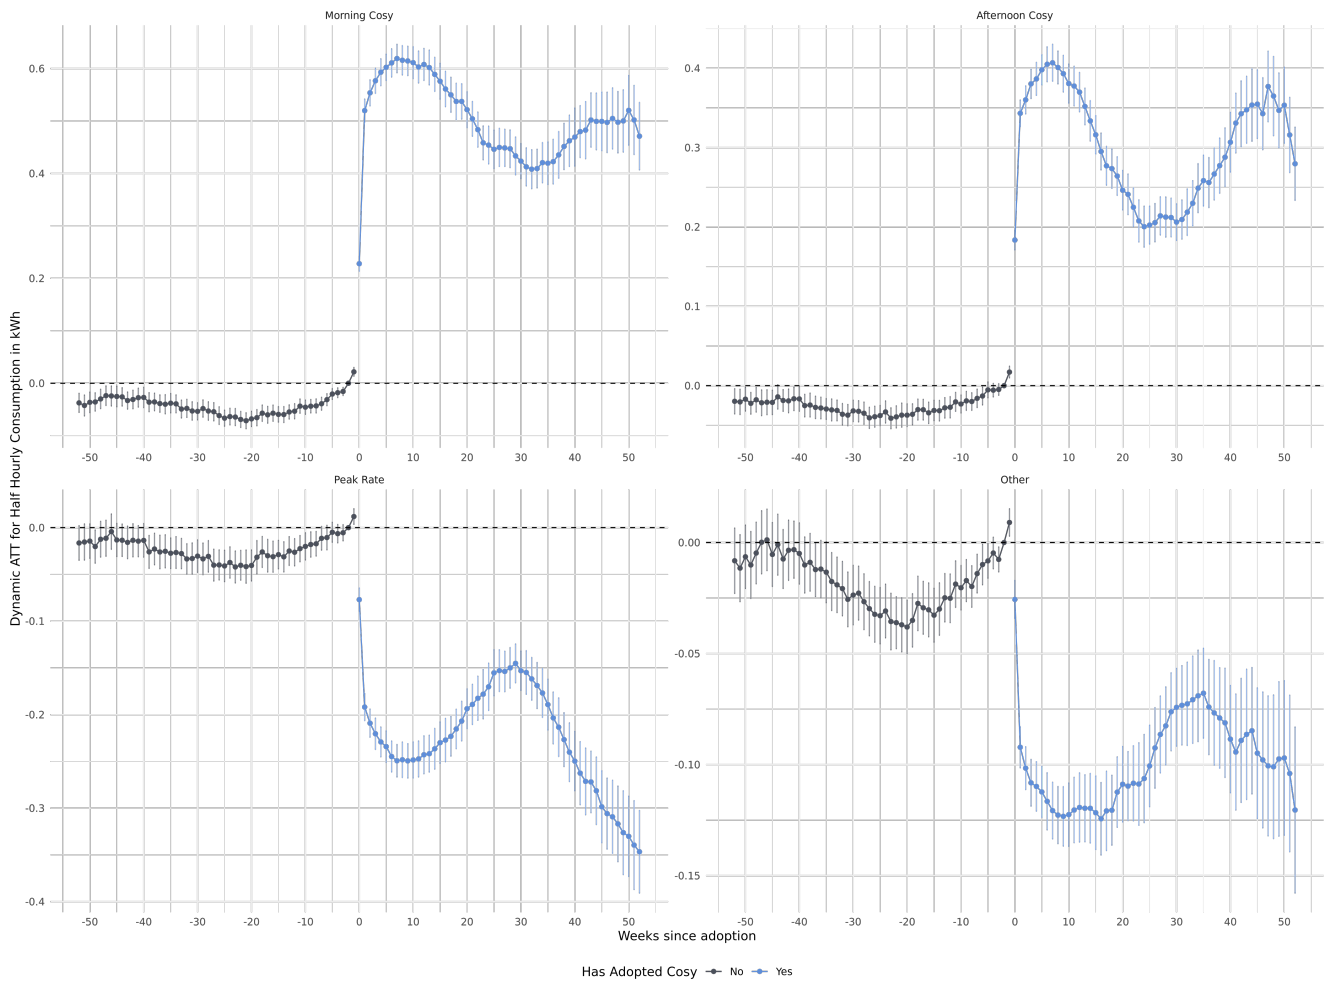 Morning Cosy
Afternoon Cosy
0.6
0.4
0.2
0.0
0.4
0.3
0.2
0.1
0.0
-50 -40 -30 -20 -10 0 10 20 30 40 50
-50 -40 -30 -20 -10 0 10 20 30 40 50
Dynamic ATT for Half Hourly Consumption in kWh
Peak Rate
Other
0.0
-0.1
-0.2
-0.3
-0.4
0.00
-0.05
-0.10
-0.15
-50 -40 -30 -20 -10 0 10 20 30 40 50
-50 -40 -30 -20 -10 0 10 20 30 40 50
Weeks since adoption
Has Adopted Cosy No Yes